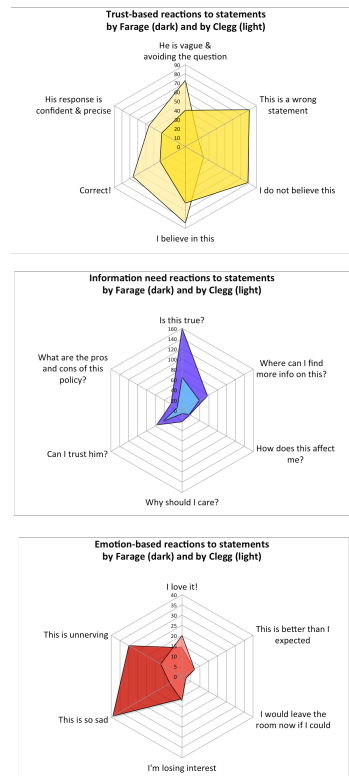 Trust-based reactions to statements
by Farage (dark) and by Clegg (light)
He is vague &
avoiding the question
90
80
70
60
50
40
30
20
10
0
His response is
confident & precise
This is a wrong
statement
Correct!
I do not believe this
I believe in this
Information need reactions to statements
by Farage (dark) and by Clegg (light)
Is this true?
160
140
120
100
80
60
40
20
0
What are the pros
and cons of this
policy?
Where can I find
more info on this?
Can I trust him?
How does this affect
me?
Why should I care?
Emotion-based reactions to statements
by Farage (dark) and by Clegg (light)
I love it!
40
35
30
25
20
15
10
5
0
This is unnerving
This is better than I
expected
This is so sad
I would leave the
room now if I could
I'm losing interest